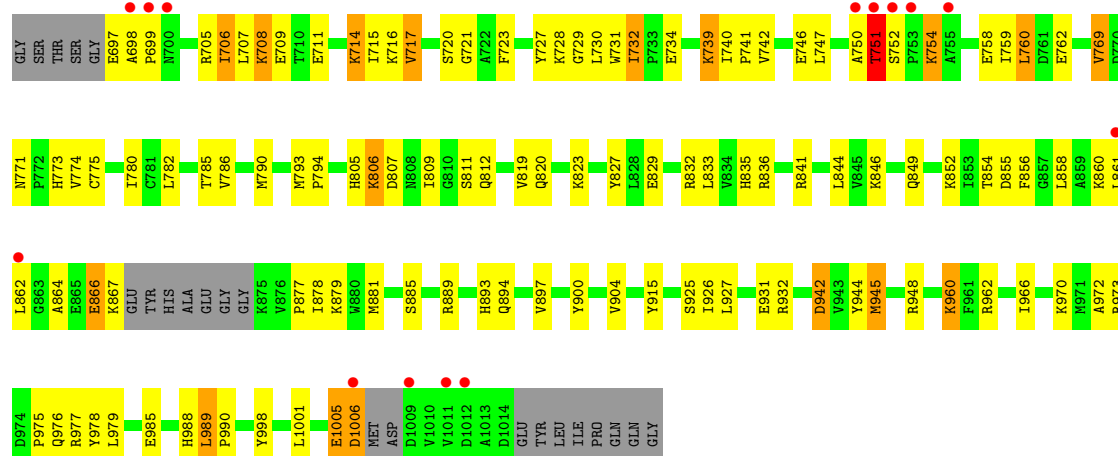 GLY SER THR SER GLY E697 A698 P699 N700 R705 I706 L707 K708 E709 T710 E711 K714 I715 K716 V717 S720 G721 A722 F723 Y727 K728 G729 L730 W731 I732 P733 E734 K739 I740 P741 V742 E746 L747 A750 T751 S752 P753 K754 A755 E758 I759 L760 D761 E762 V769 D770
N771 P772 H773 V774 C775 I780 C781 L782 T785 V786 M790 M793 P794 H805 K806 D807 N808 I809 G810 S811 Q812 V819 Q820 K823 Y827 L828 E829 R832 L833 V834 H835 R836 R841 L844 V845 K846 Q849 K852 I853 T854 D855 F856 G857 L858 A859 K860 L861
L862 G863 A864 E865 E866 K867 GLU TYR HIS ALA GLU GLY GLY K875 V876 P877 I878 K879 W880 M881 S885 R889 H893 Q894 V897 Y900 V904 Y915 S925 I926 L927 E931 R932 D942 V943 Y944 M945 R948 K960 F961 R962 I966 K970 M971 A972 R973
D974 P975 Q976 R977 Y978 L979 E985 H988 L989 P990 Y998 L1001 E1005 D1006 MET ASP D1009 V1010 V1011 D1012 A1013 D1014 GLU TYR LEU ILE PRO GLN GLN GLY